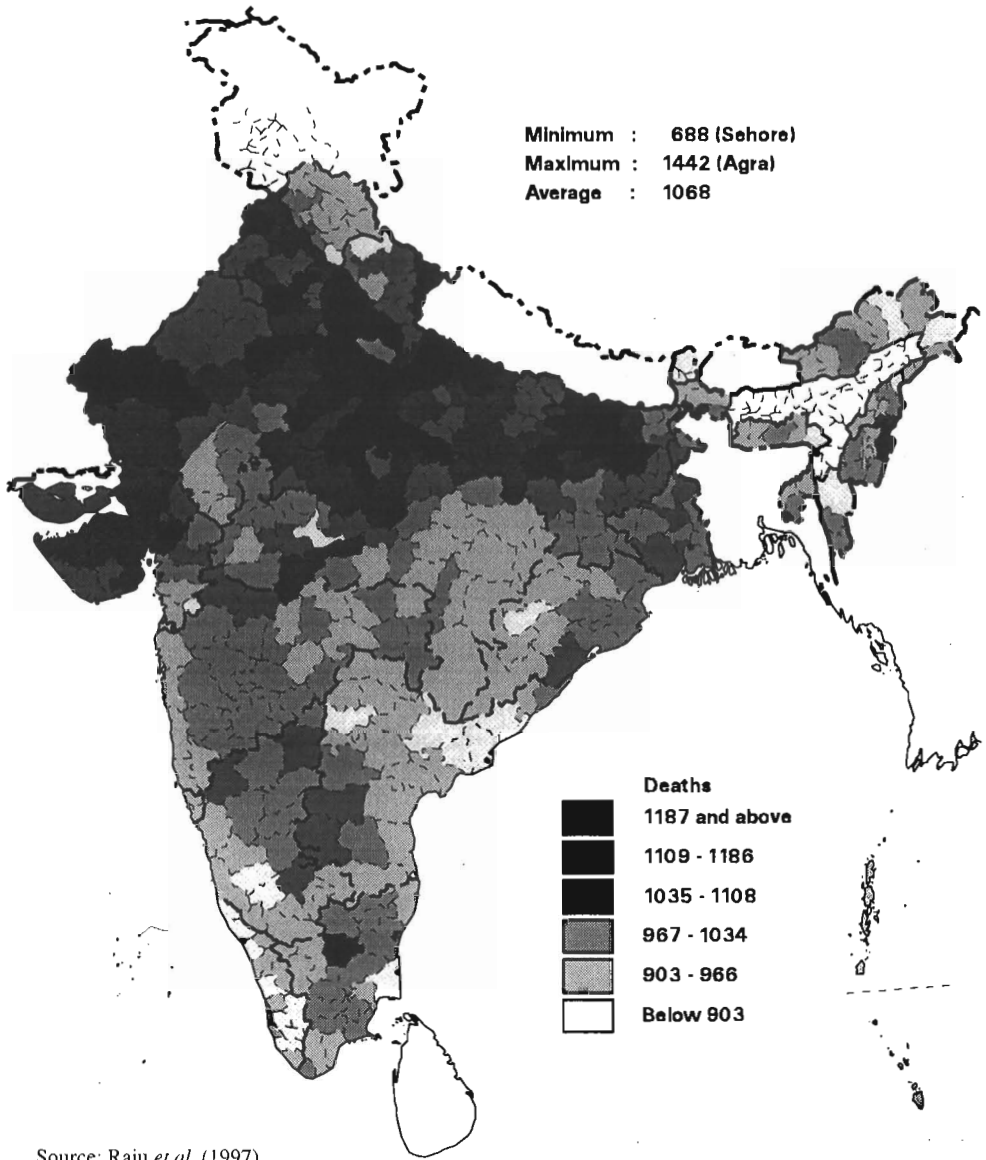 Minimum : 688 (Sehore)
Maximum : 1442 (Agra)
Average : 1068
Deaths
1187 and above
1109 - 1186
1035 - 1108
967 - 1034
903 - 966
Below 903
Source: Raju et al. (1997)